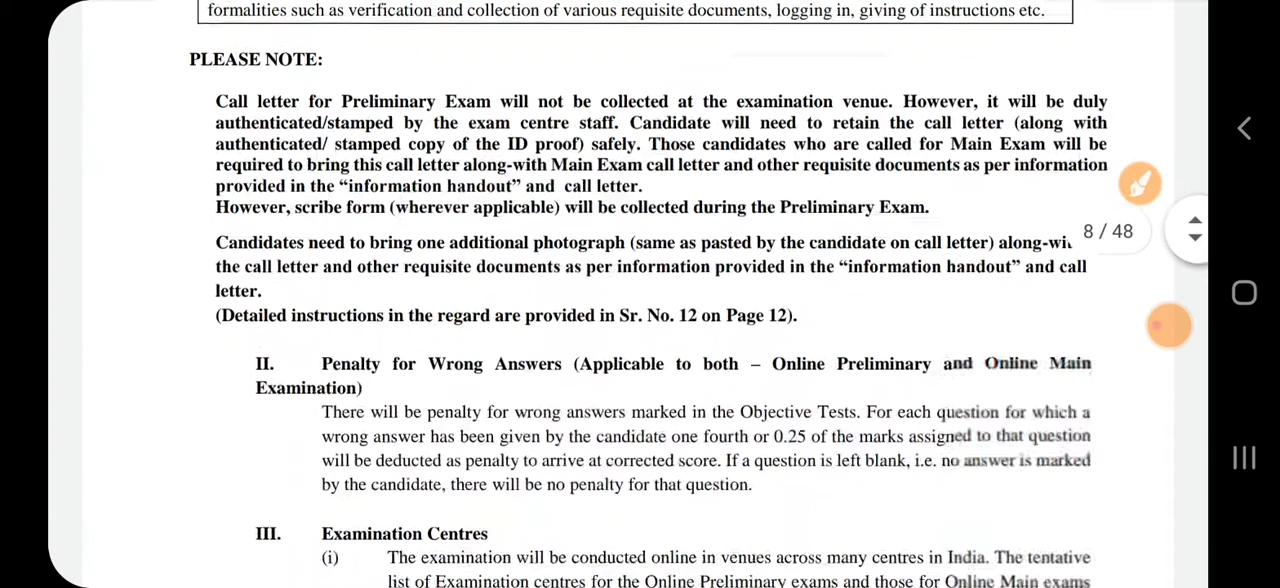 formalities such as verification and collection of various requisite documents, logging in, giving of instructions etc.
PLEASE NOTE:
Call letter for Preliminary Exam will not be collected at the examination venue. However, it will be duly
authenticated/stamped by the exam centre staff. Candidate will need to retain the call letter (along with
authenticated/ stamped copy of the ID proof) safely. Those candidates who are called for Main Exam will be
required to bring this call letter along-with Main Exam call letter and other requisite documents as per information
provided in the “information handout” and call letter.
However, scribe form (wherever applicable) will be collected during the Preliminary Exam.
Candidates need to bring one additional photograph (same as pasted by the candidate on call letter) along-wi
8 / 48
the call letter and other requisite documents as per information provided in the “information handout” and call
letter.
(Detailed instructions in the regard are provided in Sr. No. 12 on Page 12).
II. Penalty for Wrong Answers (Applicable to both – Online Preliminary and Online Main
Examination)
There will be penalty for wrong answers marked in the Objective Tests. For each question for which a
wrong answer has been given by the candidate one fourth or 0.25 of the marks assigned to that question
will be deducted as penalty to arrive at corrected score. If a question is left blank, i.e. no answer is marked
by the candidate, there will be no penalty for that question.
III. Examination Centres
(i) The examination will be conducted online in venues across many centres in India. The tentative
list of Examination centres for the Online Preliminary exams and those for Online Main exams